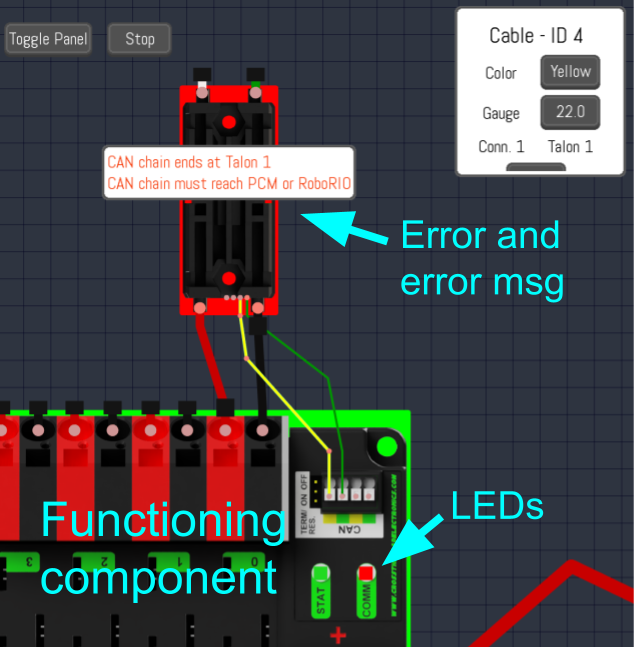 Toggle Panel
Stop
Cable - ID 4
Color
Yellow
Gauge
22.0
Conn. 1
Talon 1
CAN chain ends at Talon 1
CAN chain must reach PCM or RoboRIO
Error and
error msg
LEDs
Functioning
component
TERM/ ON OFF
RES.
CAN
3
2
1
0
STAT
COMM
+